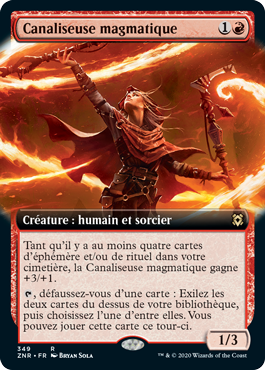 Canaliseuse magmatique 1
Créature : humain et sorcier
Tant qu'il y a au moins quatre cartes
d'éphémère et/ou de rituel dans votre
cimetière, la Canaliseuse magmatique gagne
+3/+1.
, défaussez-vous d'une carte : Exilez les
deux cartes du dessus de votre bibliothèque,
puis choisissez l'une d'entre elles. Vous
pouvez jouer cette carte ce tour-ci.
1/3
349 R
ZNR • FR BRYAN SOLA
™ & © 2020 Wizards of the Coast